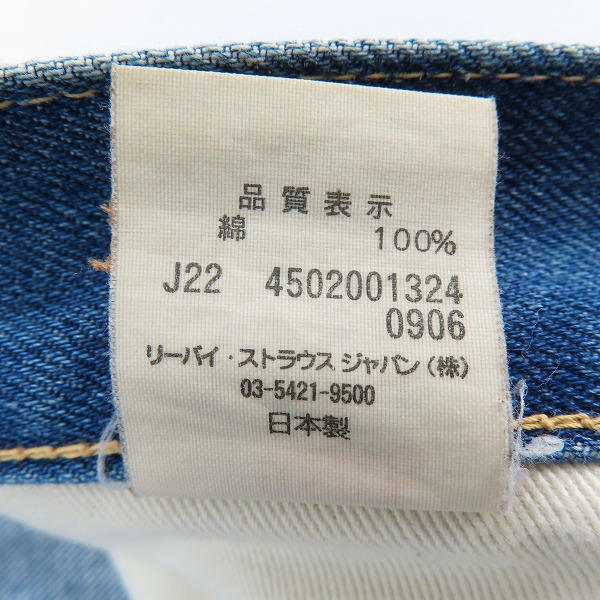 品質表示
綿 100%
J22 4502001324
0906
リーバイ・ストラウス ジャパン(株)
03-5421-9500
日本製